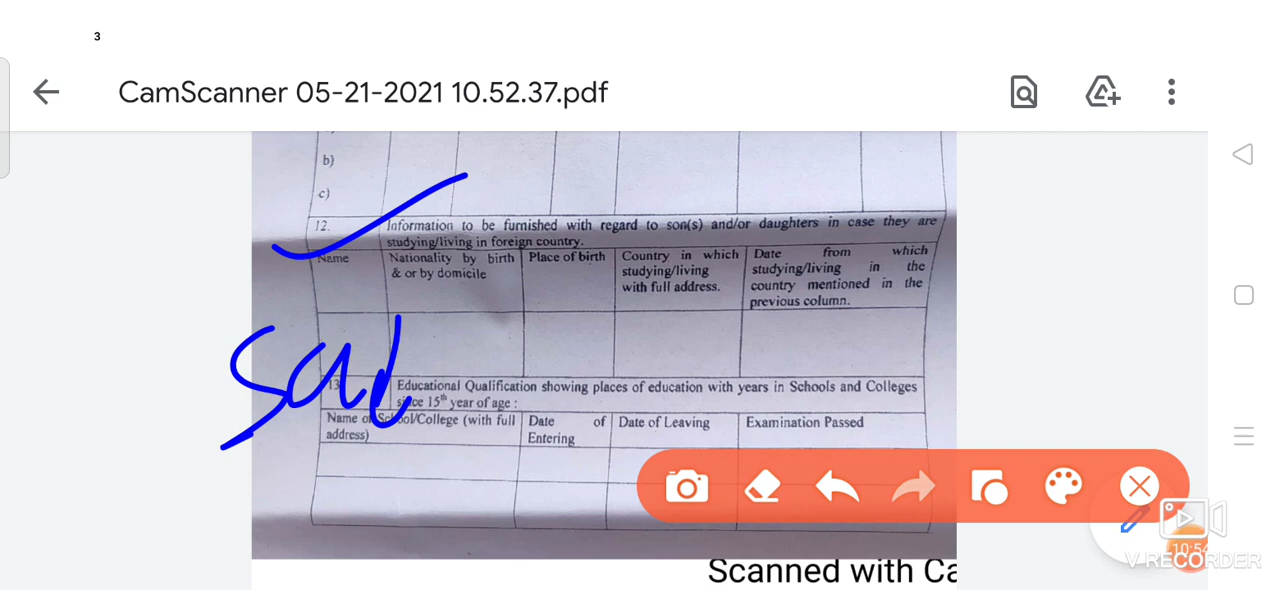 3
CamScanner 05-21-2021 10.52.37.pdf
b)
c)
12. Information to be furnished with regard to son(s) and/or daughters in case they are
studying/living in foreign country.
Name
Nationality by birth
& or by domicile
Place of birth
Country in which
studying/living
with full address.
Date from which
studying/living in the
country mentioned in the
previous column.
13 Educational Qualification showing places of education with years in Schools and Colleges
since 15th year of age :
Name of School/College (with full
address)
Date of
Entering
Date of Leaving
Examination Passed
10:54
V RECORDER
Scanned with Ca